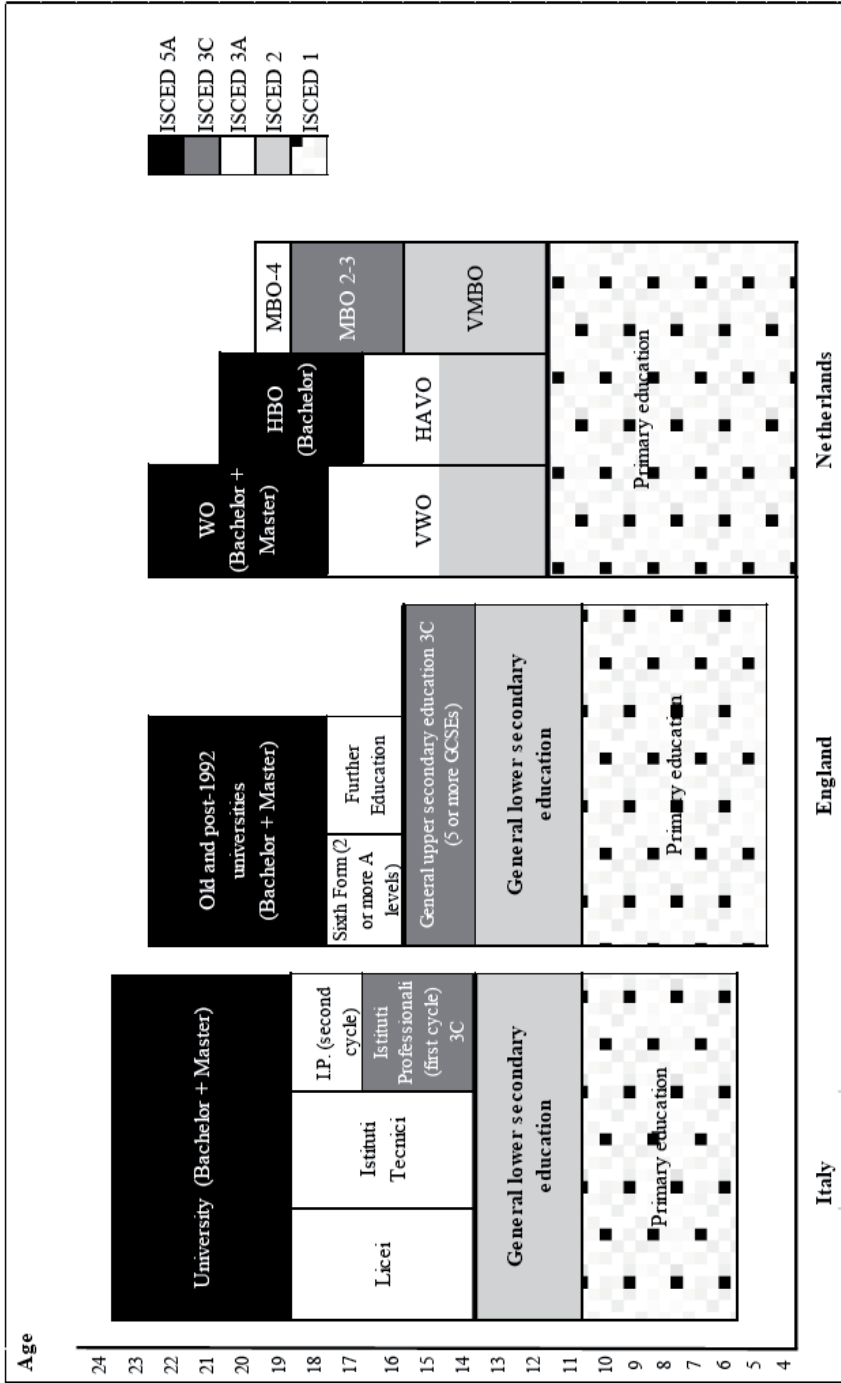 Age
24
23
22
21
20
19
18
17
16
15
14
13
12
11
10
9
8
7
6
5
4
University (Bachelor + Master)
Licei
Istituti
Tecnici
I.P. (second
cycle)
Istituti
Professionali
(first cycle)
3C
General lower secondary
education
Primary education
Italy
Old and post-1992
universities
(Bachelor + Master)
Sixth Form (2
or more A
levels)
Further
Education
General upper secondary education 3C
(5 or more GCSEs)
General lower secondary
education
Primary education
England
WO
(Bachelor +
Master)
HBO
(Bachelor)
MBO-4
MBO 2-3
VWO
HAVO
VMBO
Primary education
Netherlands
ISCED 5A
ISCED 3C
ISCED 3A
ISCED 2
ISCED 1